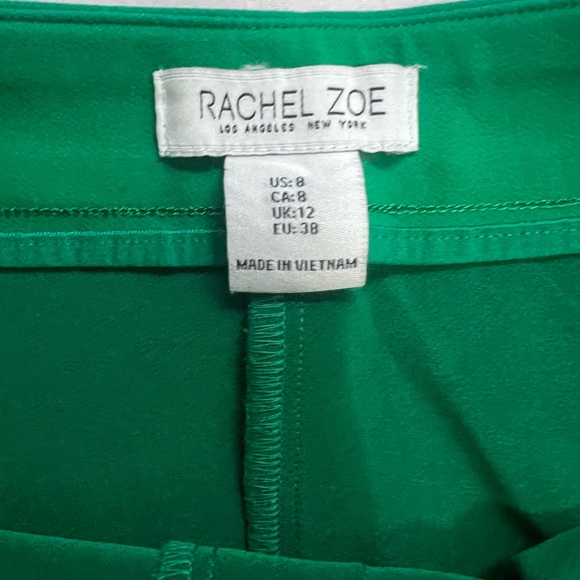 RACHEL ZOE
LOS ANGELES NEW YORK
US: 8
CA: 8
UK: 12
EU: 38
MADE IN VIETNAM